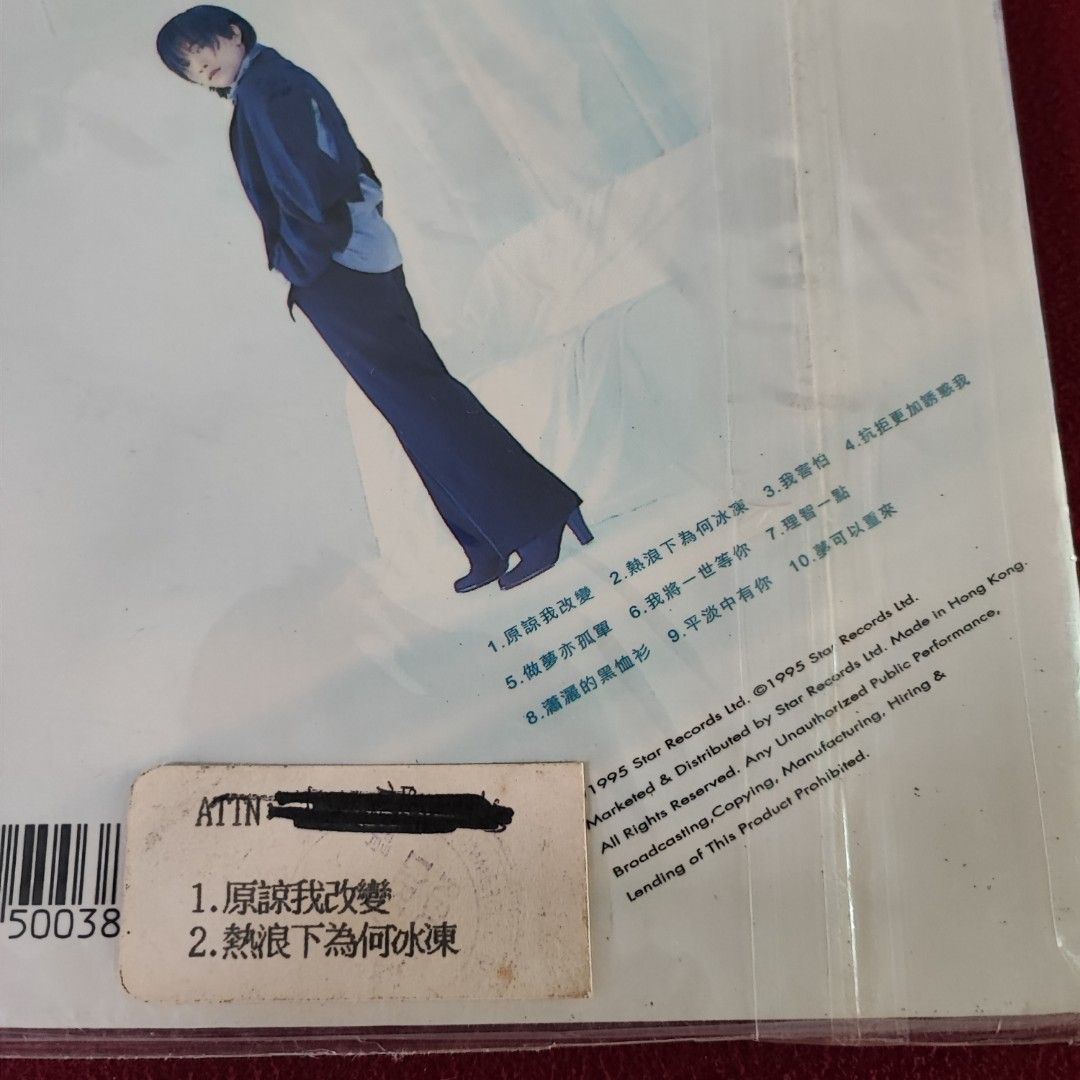 1.原諒我改變 2.熱浪下為何冰凍 3.我害怕 4.抗拒更加誘惑我
5.做夢亦孤單 6.我將一世等你 7.理智一點
8.瀟灑的黑恤衫 9.平淡中有你 10.夢可以重來
1995 Star Records Ltd. ©1995 Star Records Ltd.
Marketed & Distributed by Star Records Ltd. Made in Hong Kong.
All Rights Reserved. Any Unauthorized Public Performance,
Broadcasting,Copying, Manufacturing, Hiring &
Lending of This Product Prohibited.
ATTN
1.原諒我改變
2.熱浪下為何冰凍
50038